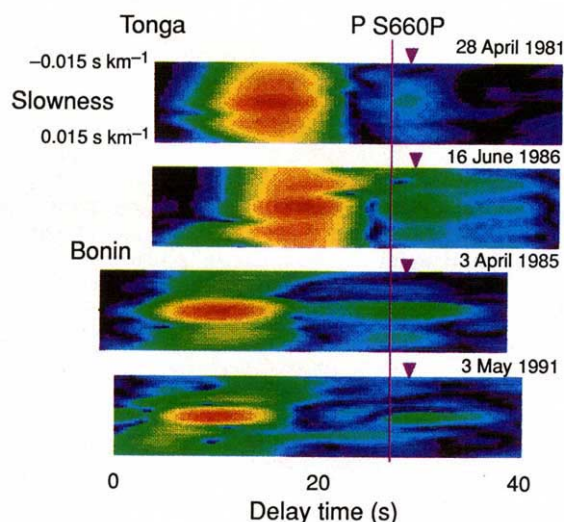 Tonga P S660P
28 April 1981
−0.015 s km−1
Slowness
0.015 s km−1
16 June 1986
Bonin
3 April 1985
3 May 1991
0 20 40
Delay time (s)